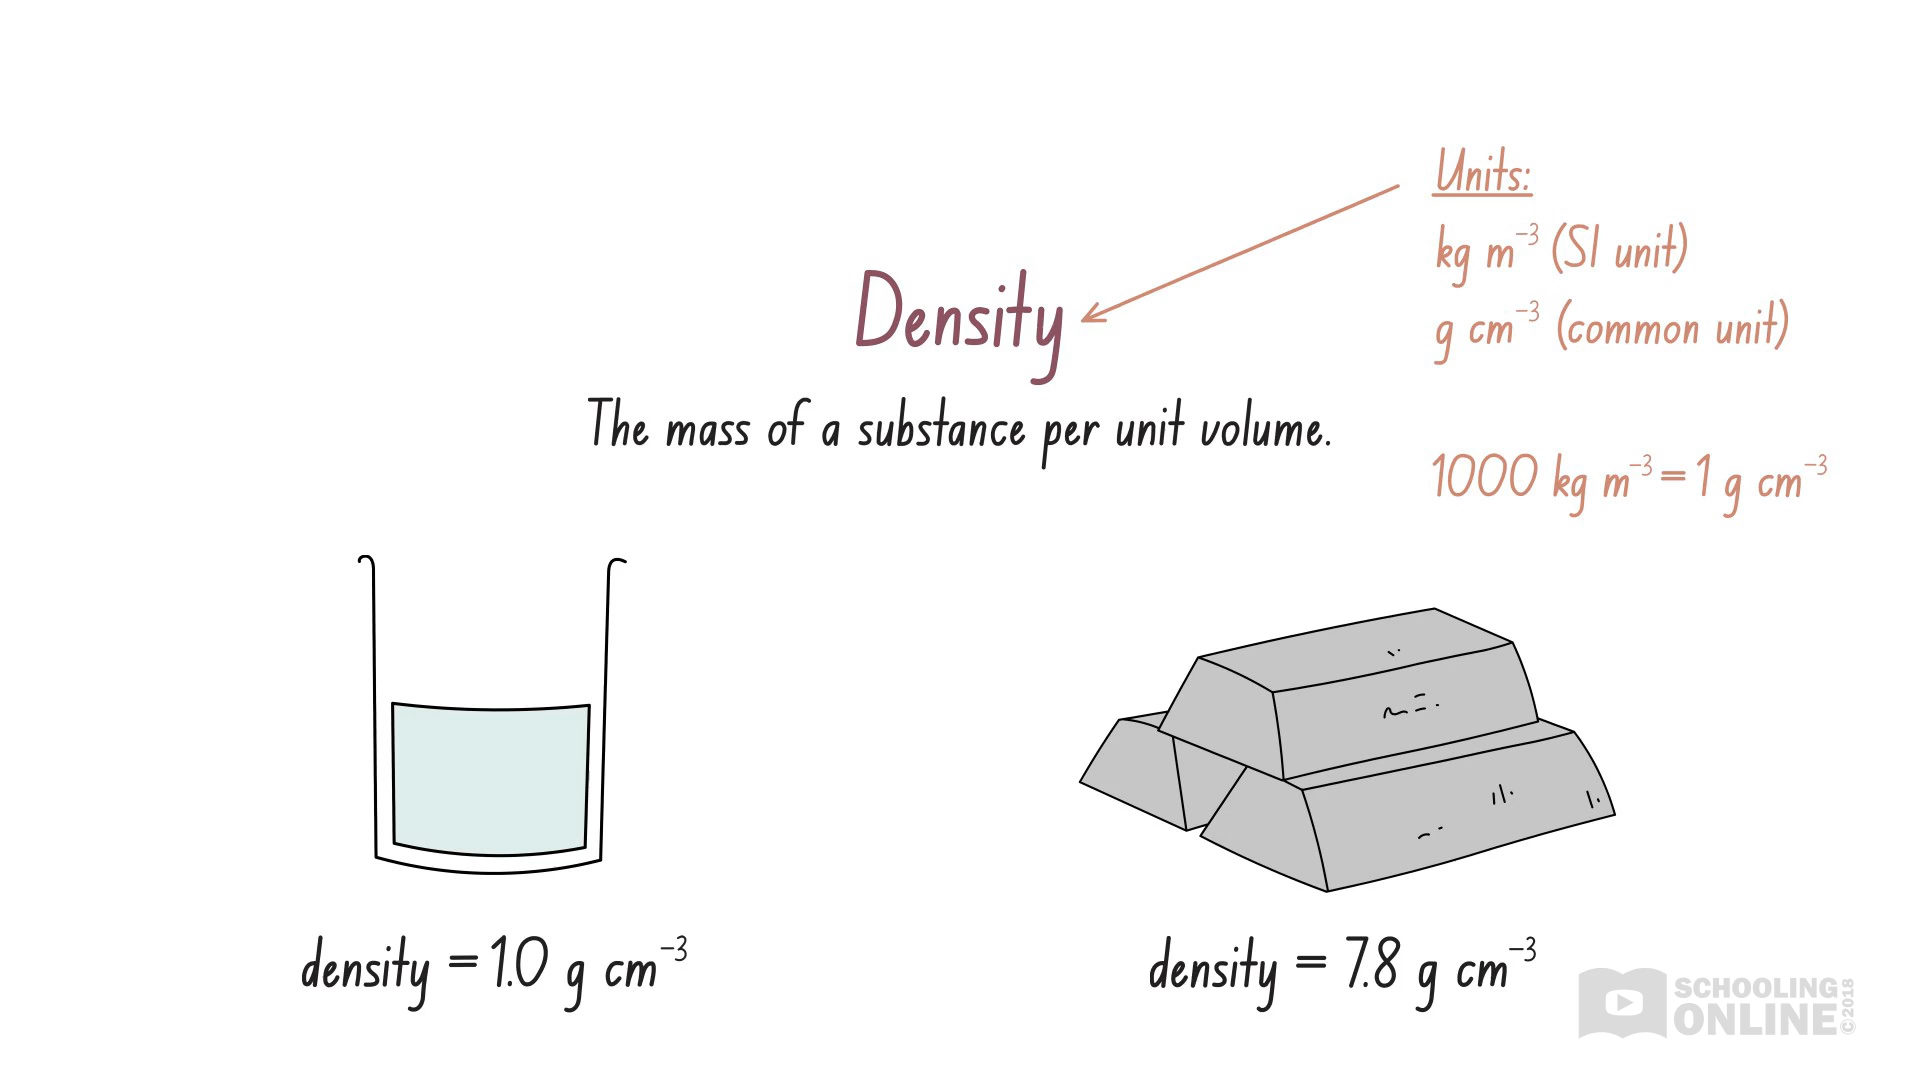 Units:
kg m⁻³ (SI unit)
g cm⁻³ (common unit)
Density
The mass of a substance per unit volume.
1000 kg m⁻³ = 1 g cm⁻³
density = 1.0 g cm⁻³
density = 7.8 g cm⁻³
SCHOOLING
ONLINE
©2018